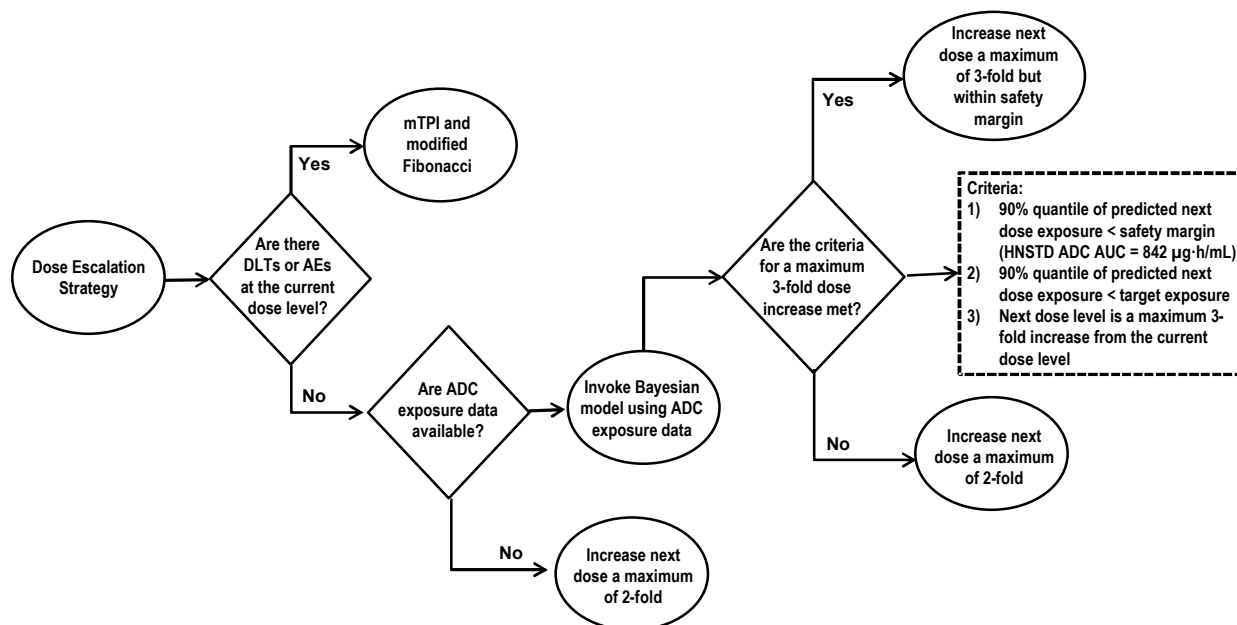 Dose Escalation
Strategy
Are there
DLTs or AEs
at the current
dose level?
Yes
mTPI and
modified
Fibonacci
No
Are ADC
exposure data
available?
No
Increase next
dose a maximum
of 2-fold
Invoke Bayesian
model using ADC
exposure data
Are the criteria
for a maximum
3-fold dose
increase met?
Yes
Increase next
dose a maximum
of 3-fold but
within safety
margin
Criteria:
1) 90% quantile of predicted next
dose exposure < safety margin
(HNSTD ADC AUC = 842 µg·h/mL)
2) 90% quantile of predicted next
dose exposure < target exposure
3) Next dose level is a maximum 3-
fold increase from the current
dose level
No
Increase next
dose a maximum
of 2-fold